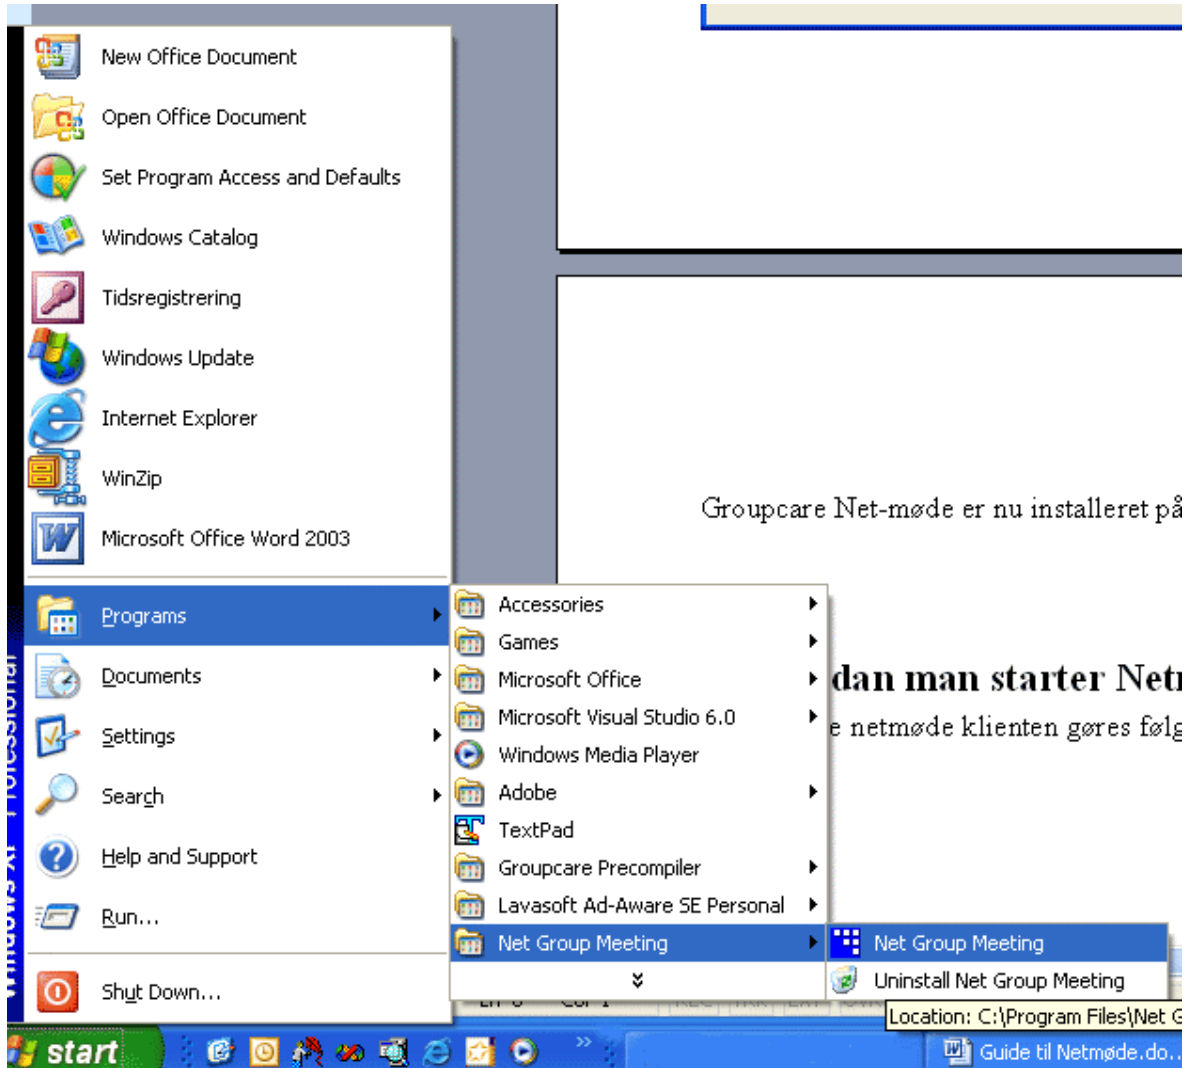 New Office Document
Open Office Document
Set Program Access and Defaults
Windows Catalog
Tidsregistrering
Windows Update
Internet Explorer
WinZip
Microsoft Office Word 2003
Programs
Documents
Settings
Search
Help and Support
Run...
Shut Down...
Windows XP Professional
Accessories
Games
Microsoft Office
Microsoft Visual Studio 6.0
Windows Media Player
Adobe
TextPad
Groupcare Precompiler
Lavasoft Ad-Aware SE Personal
Net Group Meeting
Net Group Meeting
Uninstall Net Group Meeting
Location: C:\Program Files\Net G
Groupcare Net-møde er nu installeret på
dan man starter Net
e netmøde klienten gøres følg
start
Guide til Netmøde.do...